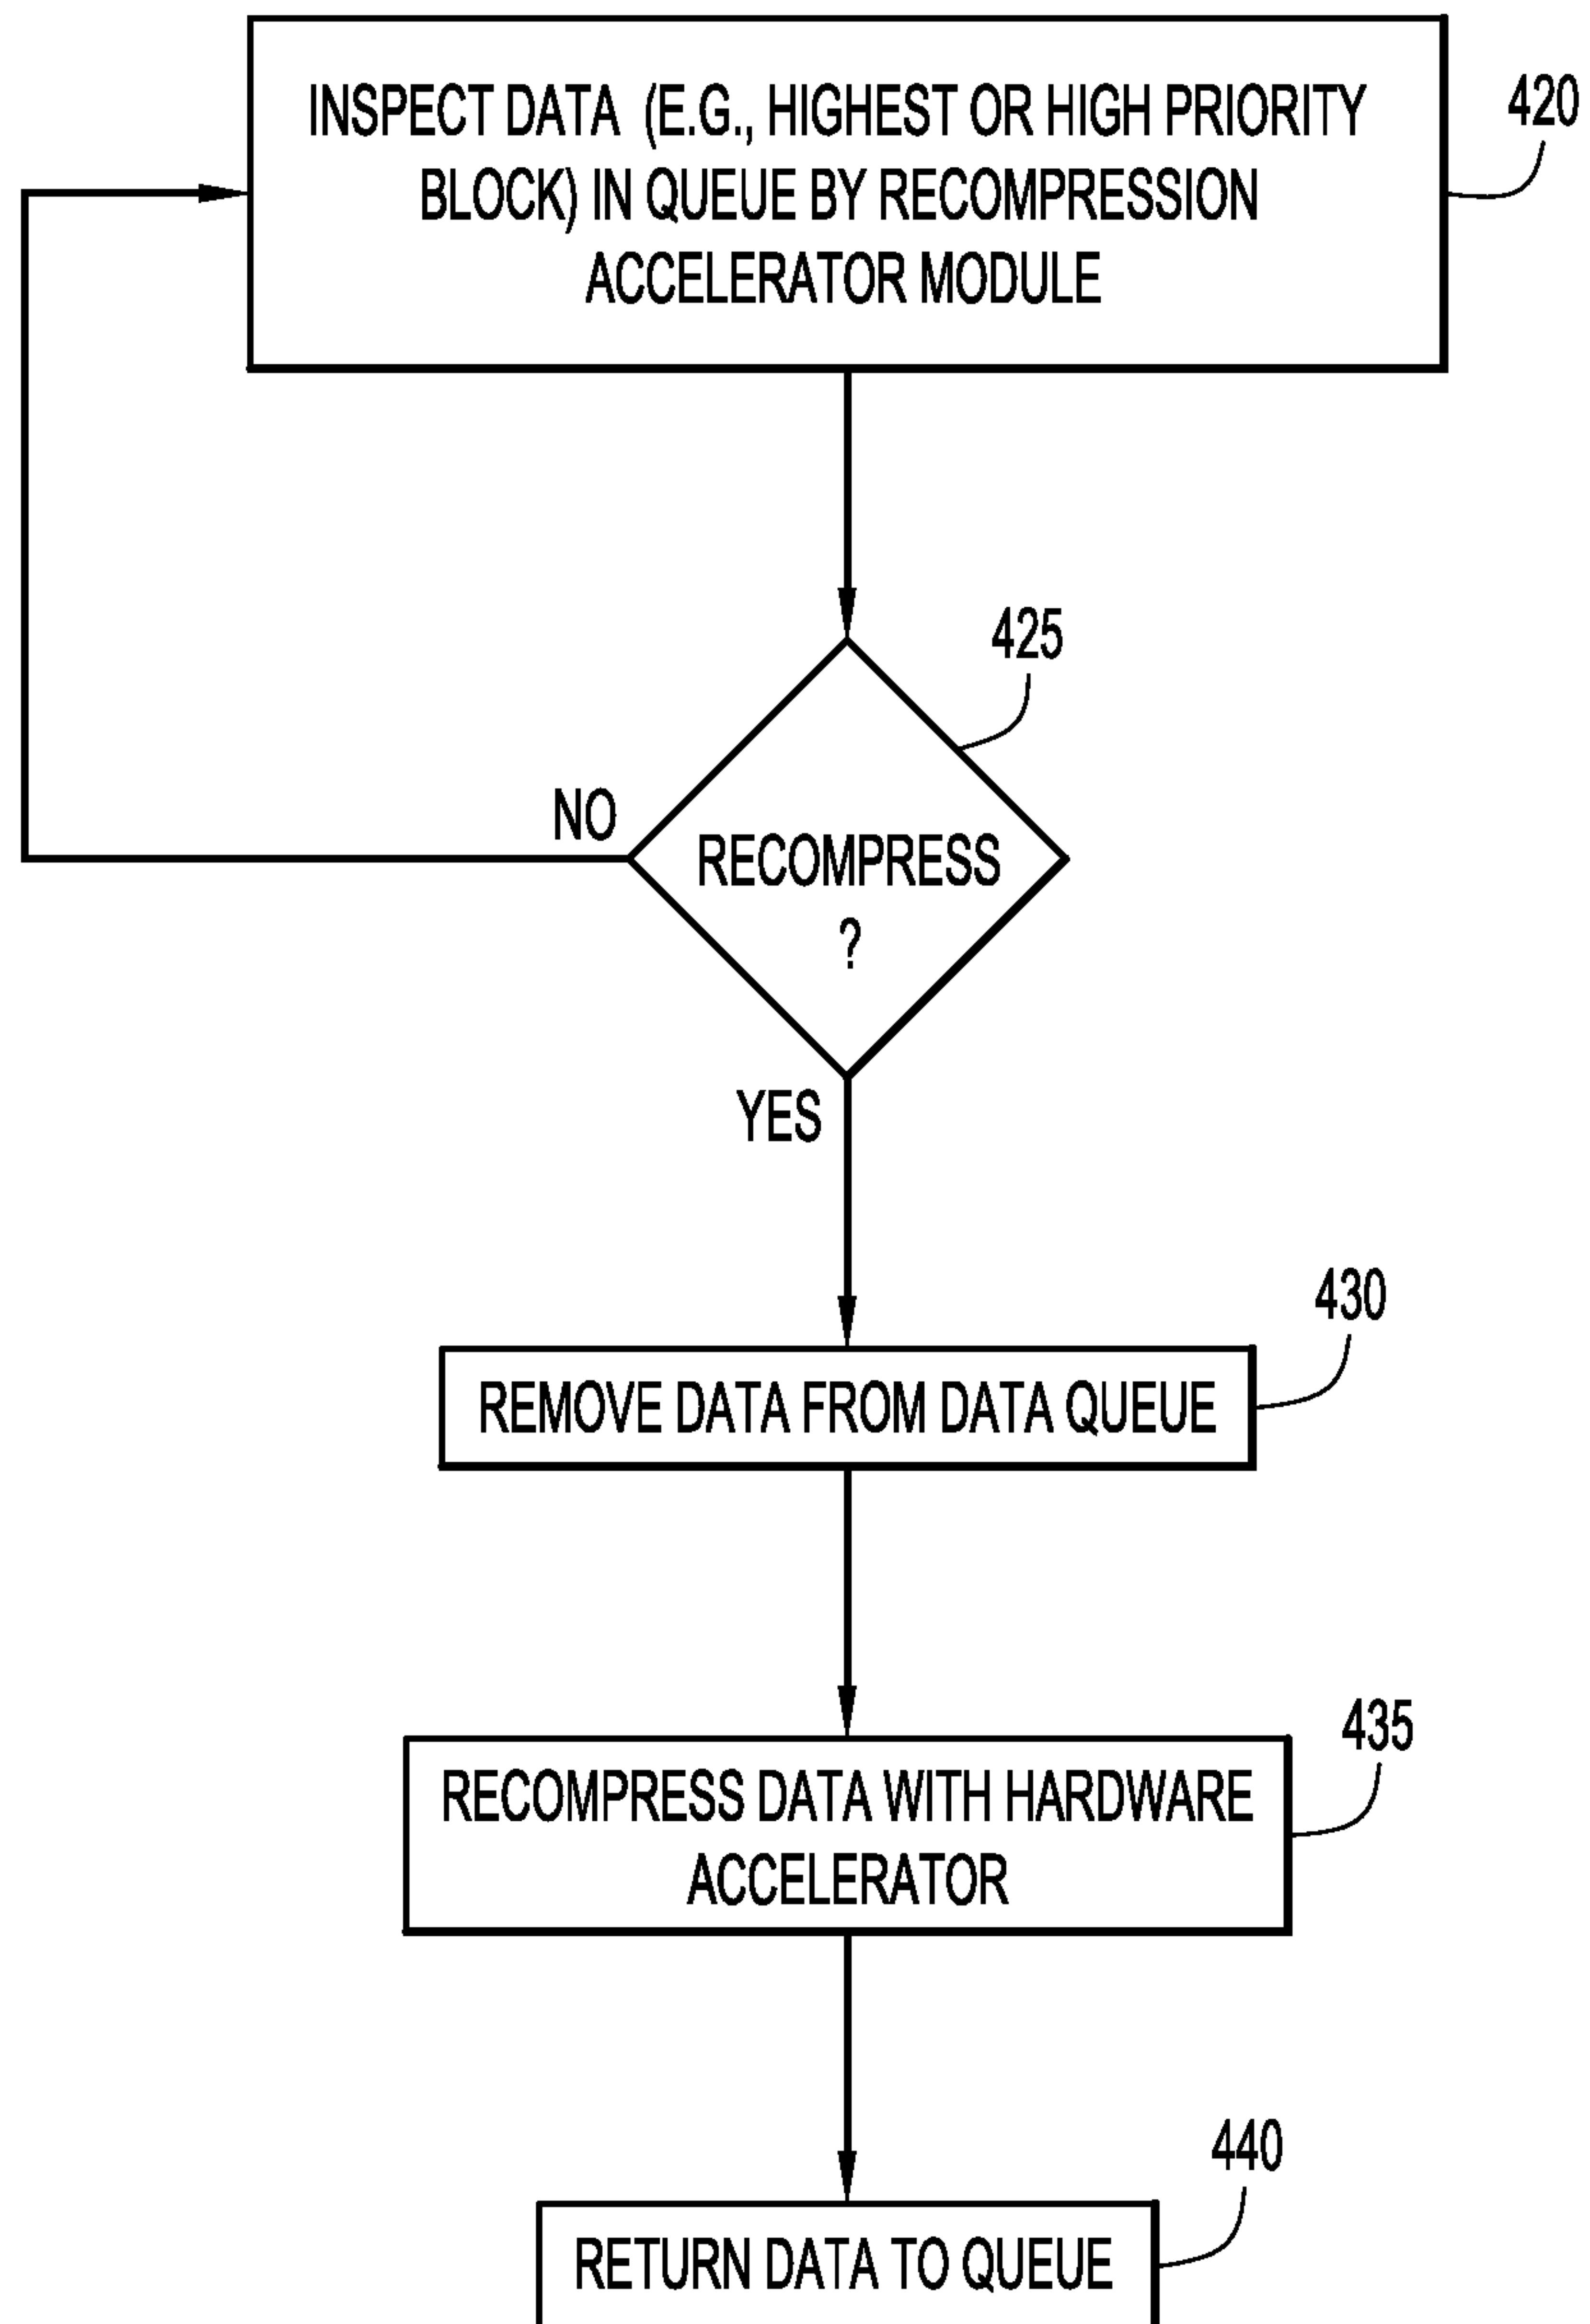 INSPECT DATA (E.G., HIGHEST OR HIGH PRIORITY
BLOCK) IN QUEUE BY RECOMPRESSION
ACCELERATOR MODULE
420
425
NO
RECOMPRESS
?
YES
430
REMOVE DATA FROM DATA QUEUE
435
RECOMPRESS DATA WITH HARDWARE
ACCELERATOR
440
RETURN DATA TO QUEUE